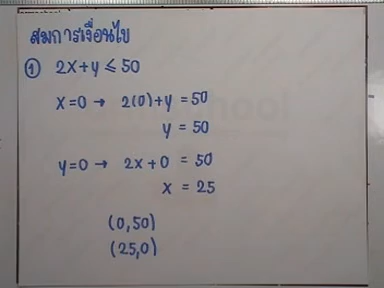 สมการเงื่อนไข
① 2x+y ≤ 50
x=0 → 2(0)+y = 50
y = 50
y=0 → 2x+0 = 50
x = 25
(0,50)
(25,0)